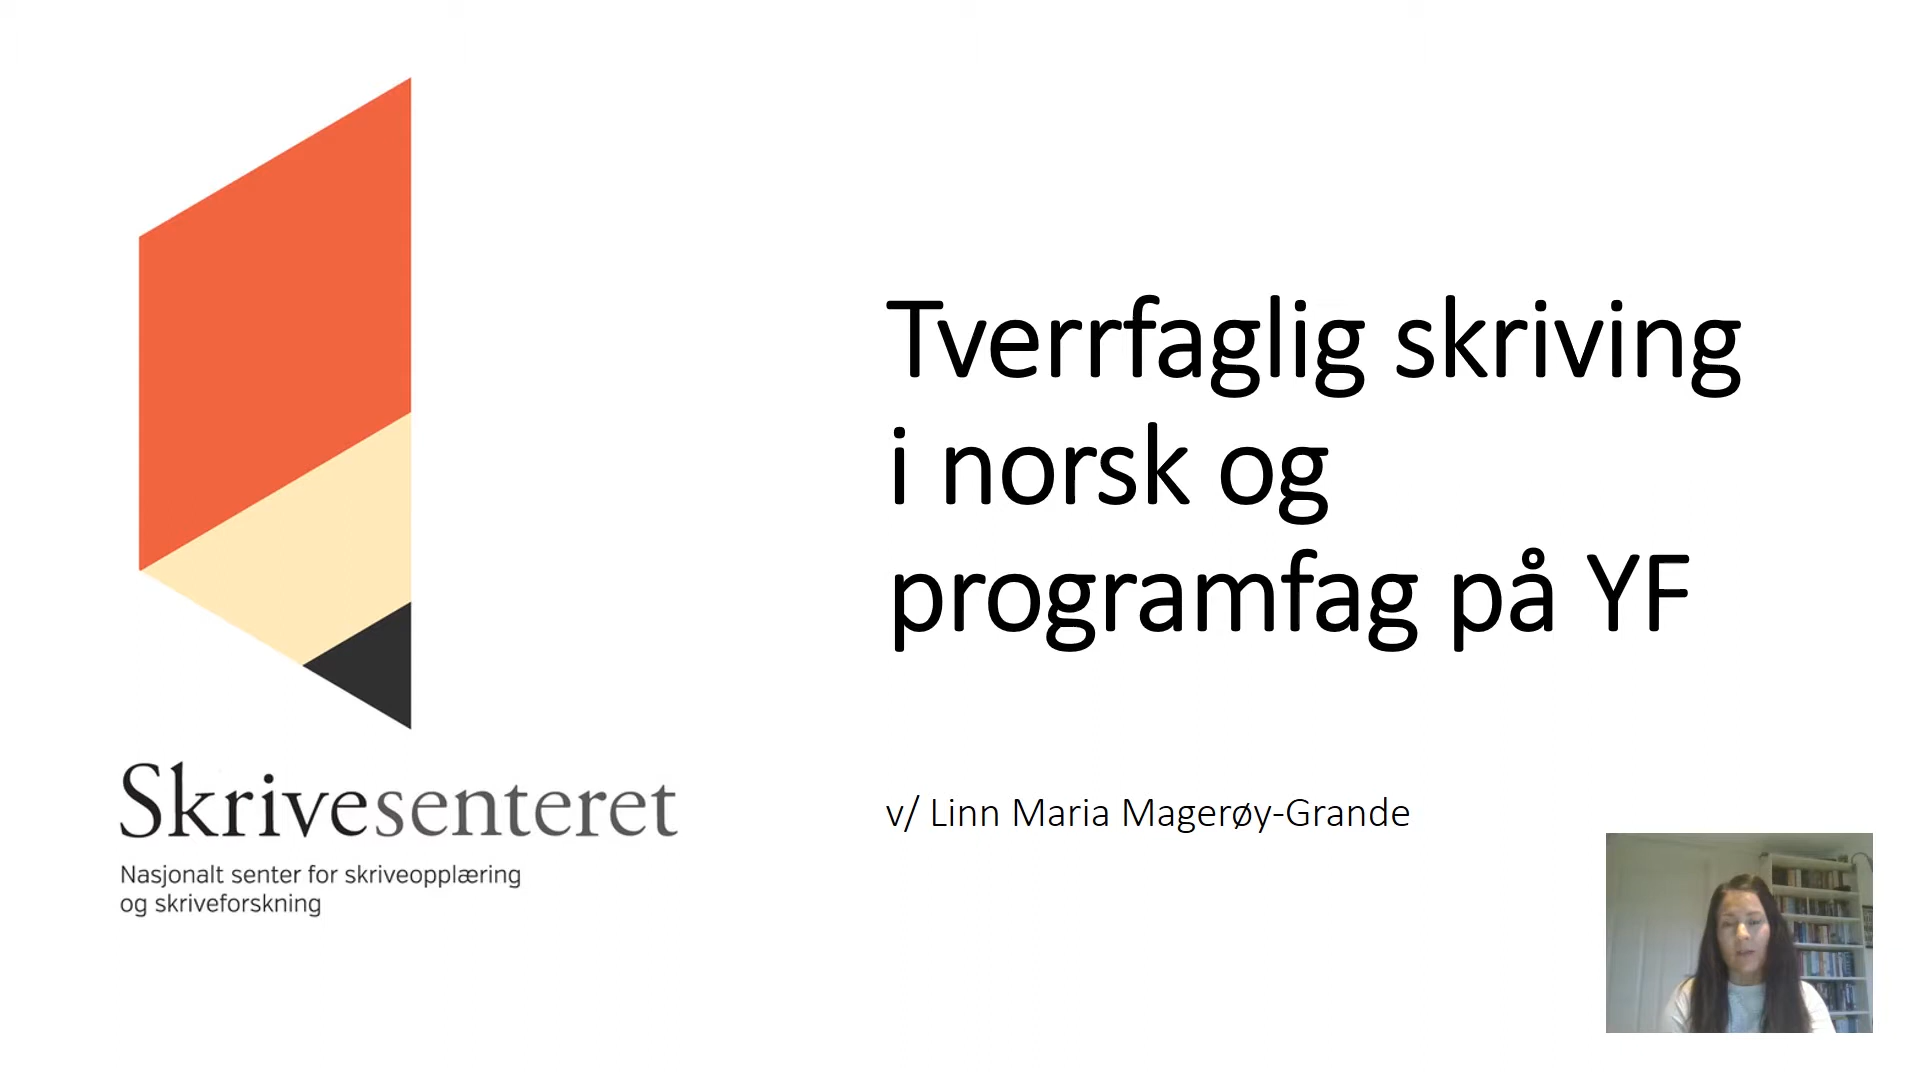 Tverrfaglig skriving
i norsk og
programfag på YF
v/ Linn Maria Magerøy-Grande
Skrivesenteret
Nasjonalt senter for skriveopplæring
og skriveforskning